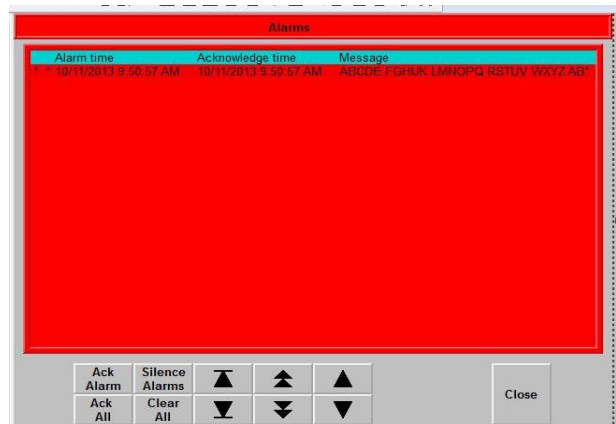 Alarms
Alarm time Acknowledge time Message
* * 10/11/2013 9 50:57 AM 10/11/2013 9 50:57 AM ABCDE FGHIJK LMNOPQ RSTUV WXYZ AB*
Ack Alarm
Silence Alarms
Close
Ack All
Clear All